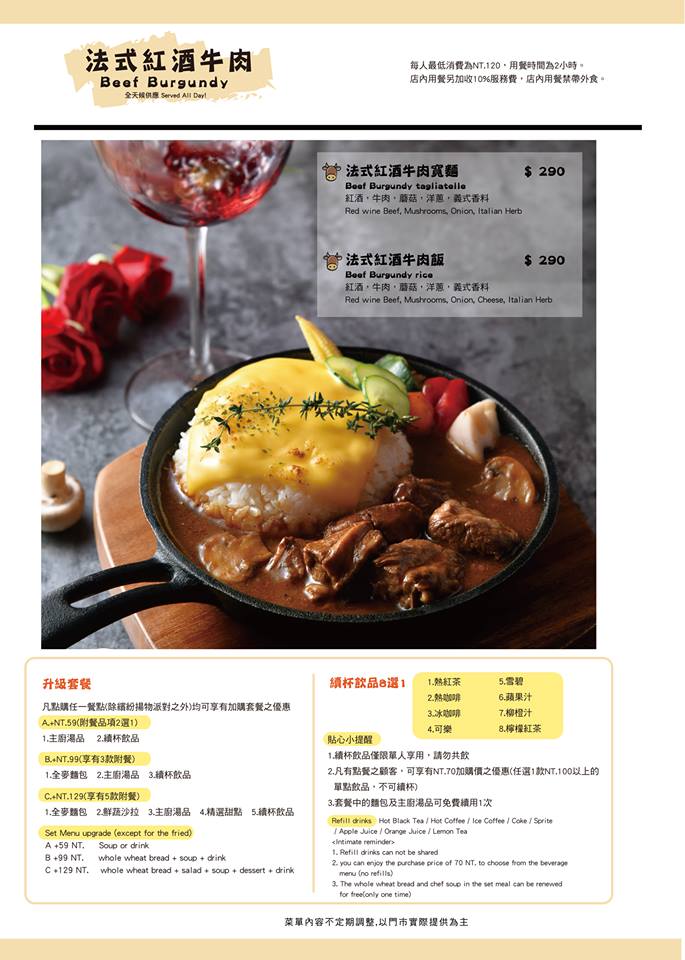 法式紅酒牛肉
Beef Burgundy
全天候供應 Served All Day!
每人最低消費為NT.120，用餐時間為2小時。
店內用餐另加收10%服務費，店內用餐禁帶外食。
法式紅酒牛肉寬麵 $ 290
Beef Burgundy tagliatelle
紅酒，牛肉，蘑菇，洋蔥，義式香料
Red wine Beef, Mushrooms, Onion, Italian Herb
法式紅酒牛肉飯 $ 290
Beef Burgundy rice
紅酒，牛肉，蘑菇，洋蔥，義式香料
Red wine Beef, Mushrooms, Onion, Cheese, Italian Herb
升級套餐
凡點購任一餐點(除繽紛揚物派對之外)均可享有加購套餐之優惠
A.+NT.59(附餐品項2選1)
1.主廚湯品 2.續杯飲品
B.+NT.99(享有3款附餐)
1.全麥麵包 2.主廚湯品 3.續杯飲品
C.+NT.129(享有5款附餐)
1.全麥麵包 2.鮮蔬沙拉 3.主廚湯品 4.精選甜點 5.續杯飲品
Set Menu upgrade (except for the fried)
A +59 NT. Soup or drink
B +99 NT. whole wheat bread + soup + drink
C +129 NT. whole wheat bread + salad + soup + dessert + drink
續杯飲品8選1
1.熱紅茶 5.雪碧
2.熱咖啡 6.蘋果汁
3.冰咖啡 7.柳橙汁
4.可樂 8.檸檬紅茶
貼心小提醒
1.續杯飲品僅限單人享用，請勿共飲
2.凡有點餐之顧客，可享有NT.70加購價之優惠(任選1款NT.100以上的
單點飲品，不可續杯)
3.套餐中的麵包及主廚湯品可免費續用1次
Refill drinks Hot Black Tea / Hot Coffee / Ice Coffee / Coke / Sprite
/ Apple Juice / Orange Juice / Lemon Tea
<Intimate reminder>
1. Refill drinks can not be shared
2. you can enjoy the purchase price of 70 NT. to choose from the beverage
menu (no refills)
3. The whole wheat bread and chef soup in the set meal can be renewed
for free(only one time)
菜單內容不定期調整,以門市實際提供為主